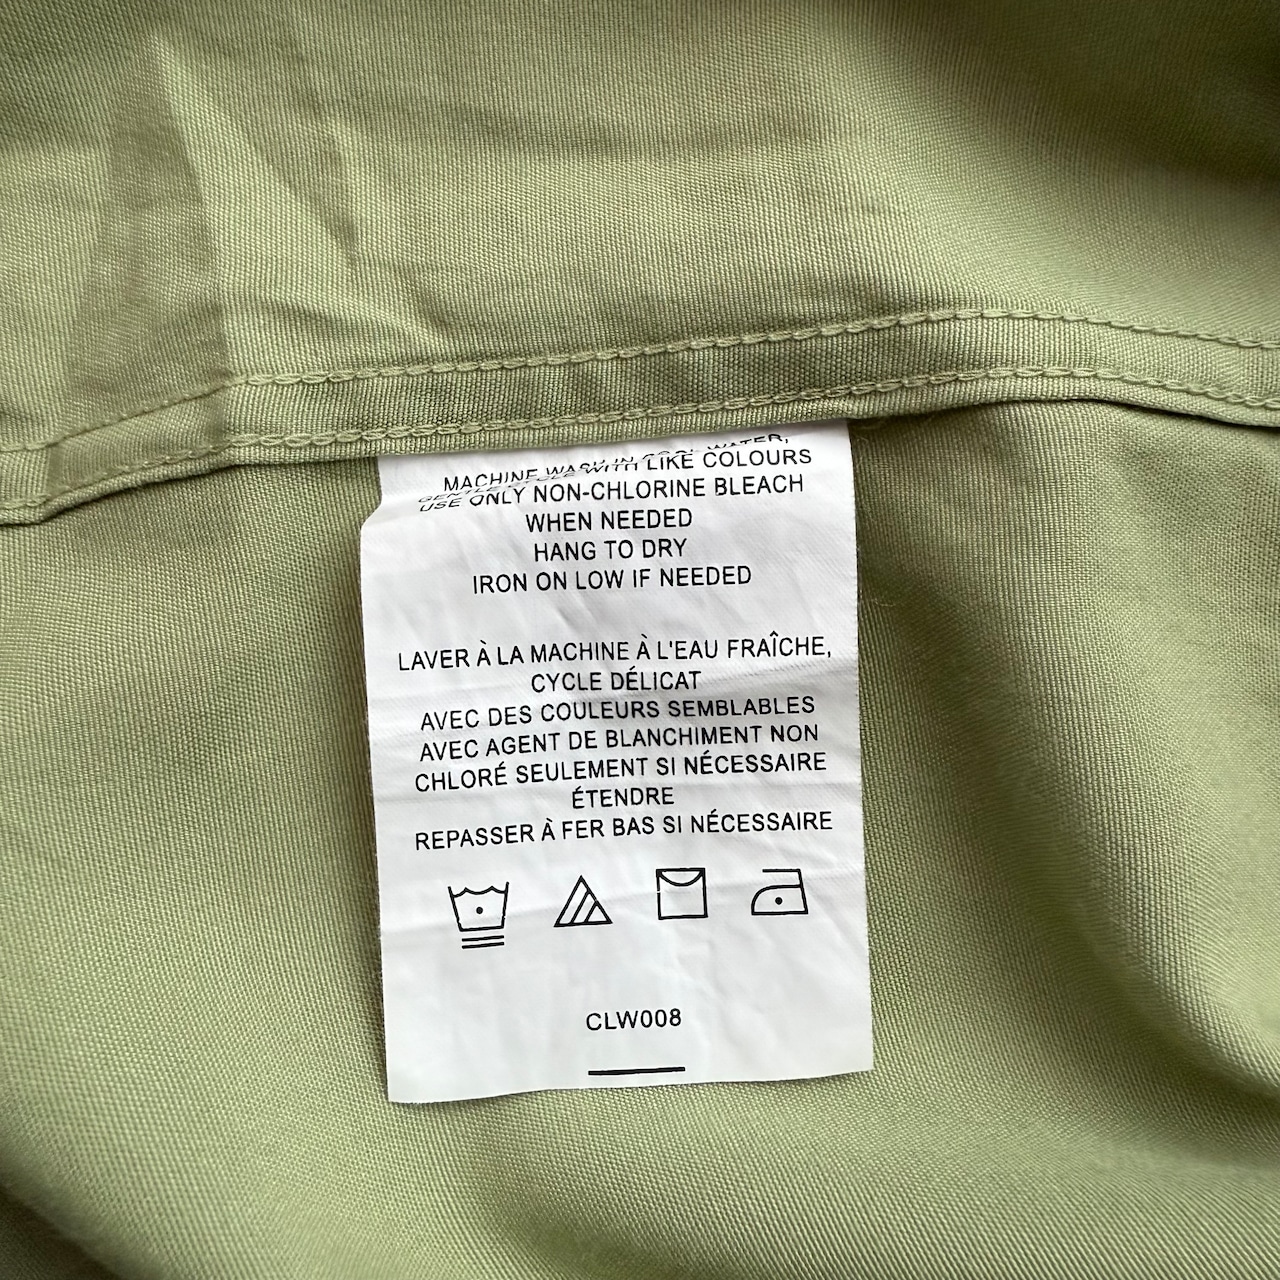 MACHINE WASH IN COOL WATER,
GENTLE CYCLE WITH LIKE COLOURS
USE ONLY NON-CHLORINE BLEACH
WHEN NEEDED
HANG TO DRY
IRON ON LOW IF NEEDED
LAVER À LA MACHINE À L'EAU FRAÎCHE,
CYCLE DÉLICAT
AVEC DES COULEURS SEMBLABLES
AVEC AGENT DE BLANCHIMENT NON
CHLORÉ SEULEMENT SI NÉCESSAIRE
ÉTENDRE
REPASSER À FER BAS SI NÉCESSAIRE
CLW008